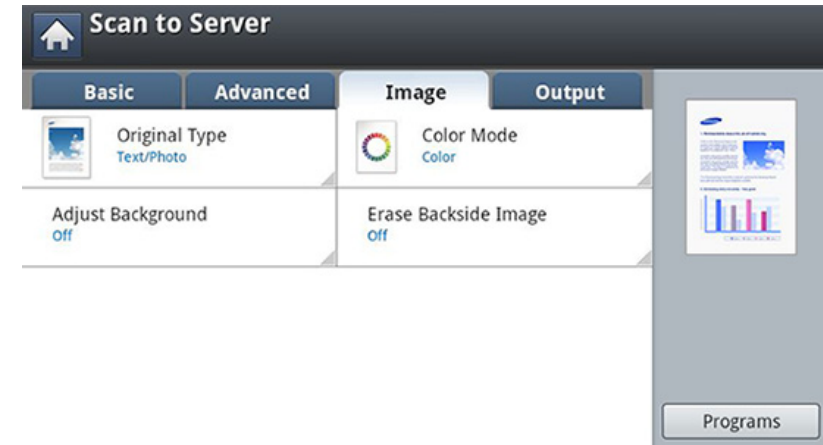 Scan to Server
Basic
Advanced
Image
Output
Original Type
Text/Photo
Color Mode
Color
Adjust Background
Off
Erase Backside Image
Off
Programs